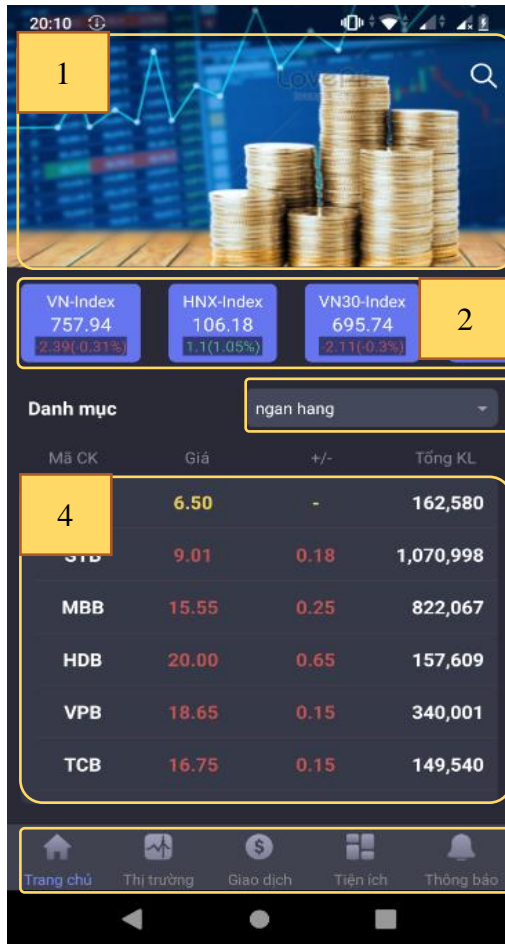 20:10
1
LovePik
VN-Index
757.94
2.39(-0.31%)
HNX-Index
106.18
1.1(1.05%)
VN30-Index
695.74
-2.11(-0.3%)
2
Danh mục
ngan hang
Mã CK Giá +/- Tổng KL
4 6.50 - 162,580
STB 9.01 0.18 1,070,998
MBB 15.55 0.25 822,067
HDB 20.00 0.65 157,609
VPB 18.65 0.15 340,001
TCB 16.75 0.15 149,540
Trang chủ Thị trường Giao dịch Tiện ích Thông báo